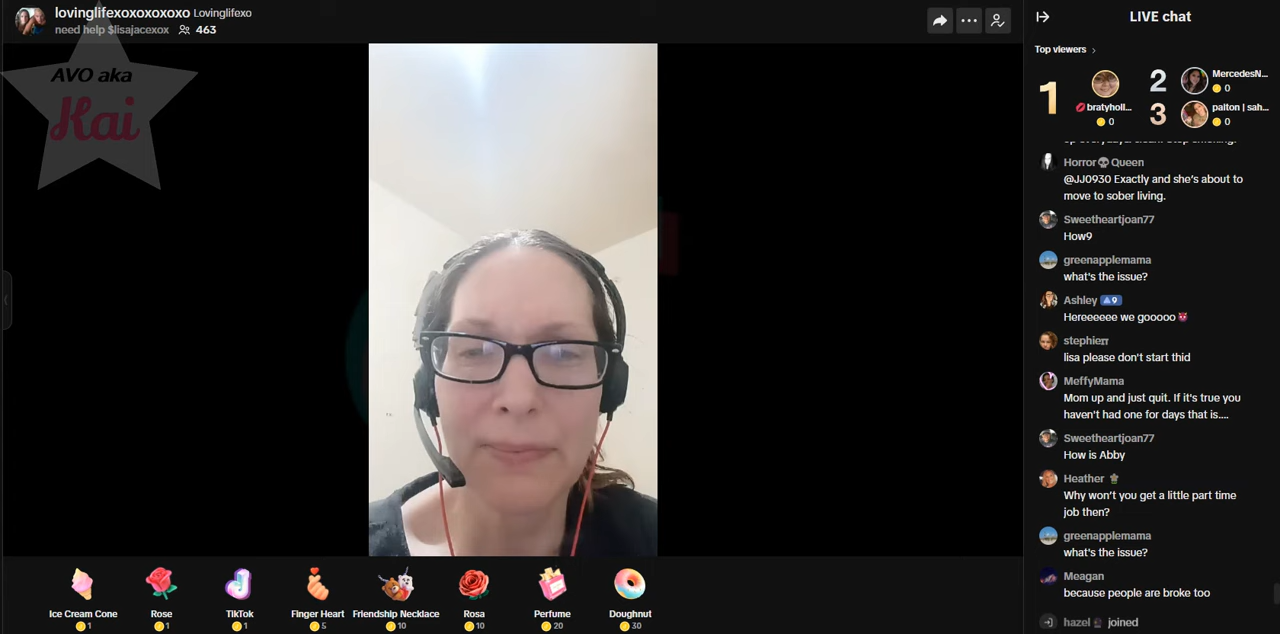 lovinglifexoxoxoxoxo Lovinglifexo
need help $lisajacexox 463
AVO aka
Kai
LIVE chat
Top viewers
1
bratyholl...
0
2
MercedesN...
0
3
palton | sah...
0
Horror Queen
@JJ0930 Exactly and she's about to
move to sober living.
Sweetheartjoan77
How9
greenapplemama
what's the issue?
Ashley 9
Hereeeeee we gooooo
stephierr
lisa please don't start thid
MeffyMama
Mom up and just quit. If it's true you
haven't had one for days that is....
Sweetheartjoan77
How is Abby
Heather
Why won't you get a little part time
job then?
greenapplemama
what's the issue?
Meagan
because people are broke too
hazel joined
Ice Cream Cone
1
Rose
1
TikTok
1
Finger Heart
5
Friendship Necklace
10
Rosa
10
Perfume
20
Doughnut
30